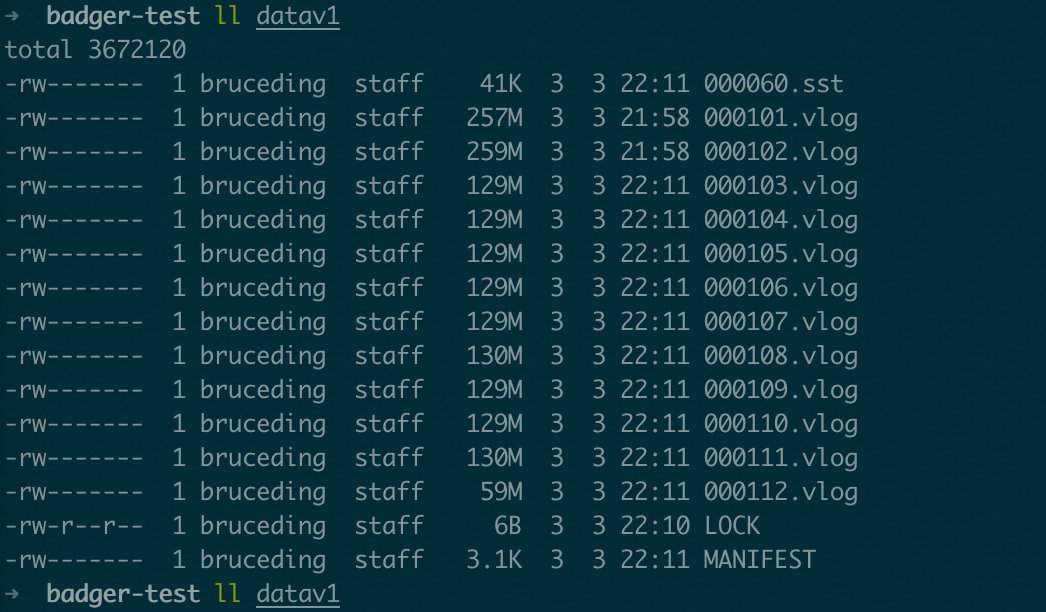 → badger-test ll datav1
total 3672120
-rw------- 1 bruceding staff 41K 3 3 22:11 000060.sst
-rw------- 1 bruceding staff 257M 3 3 21:58 000101.vlog
-rw------- 1 bruceding staff 259M 3 3 21:58 000102.vlog
-rw------- 1 bruceding staff 129M 3 3 22:11 000103.vlog
-rw------- 1 bruceding staff 129M 3 3 22:11 000104.vlog
-rw------- 1 bruceding staff 129M 3 3 22:11 000105.vlog
-rw------- 1 bruceding staff 129M 3 3 22:11 000106.vlog
-rw------- 1 bruceding staff 129M 3 3 22:11 000107.vlog
-rw------- 1 bruceding staff 130M 3 3 22:11 000108.vlog
-rw------- 1 bruceding staff 129M 3 3 22:11 000109.vlog
-rw------- 1 bruceding staff 129M 3 3 22:11 000110.vlog
-rw------- 1 bruceding staff 130M 3 3 22:11 000111.vlog
-rw------- 1 bruceding staff 59M 3 3 22:11 000112.vlog
-rw-r--r-- 1 bruceding staff 6B 3 3 22:10 LOCK
-rw------- 1 bruceding staff 3.1K 3 3 22:11 MANIFEST
→ badger-test ll datav1